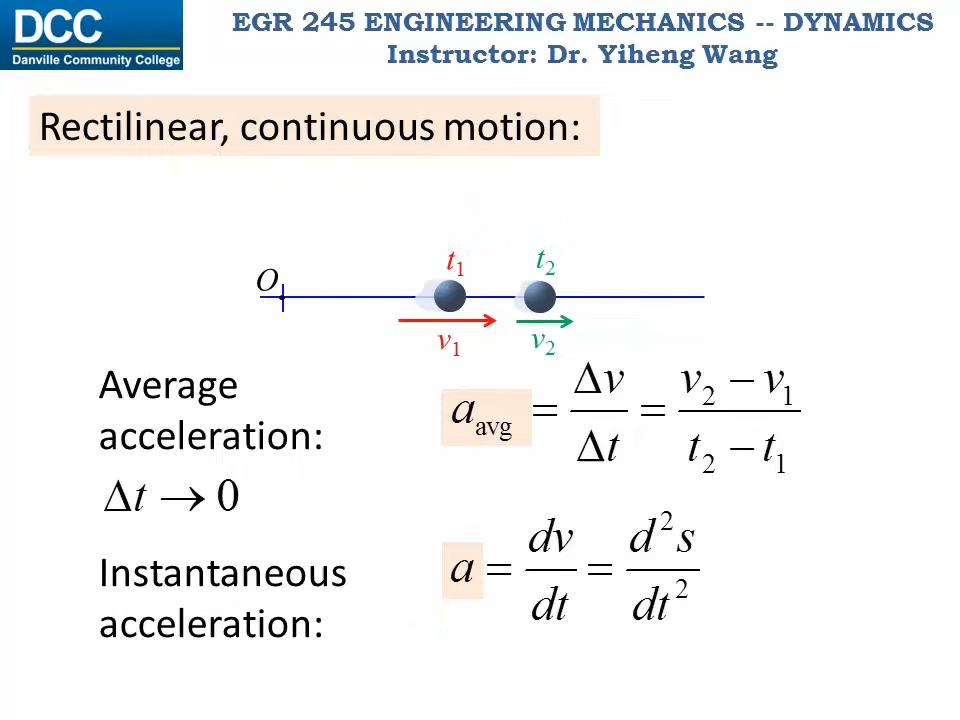 DCC
Danville Community College
EGR 245 ENGINEERING MECHANICS -- DYNAMICS
Instructor: Dr. Yiheng Wang
Rectilinear, continuous motion:
O
t₁ t₂
v₁ v₂
Average
acceleration:
a_avg = Δv/Δt = (v₂ − v₁)/(t₂ − t₁)
Δt → 0
Instantaneous
acceleration:
a = dv/dt = d²s/dt²